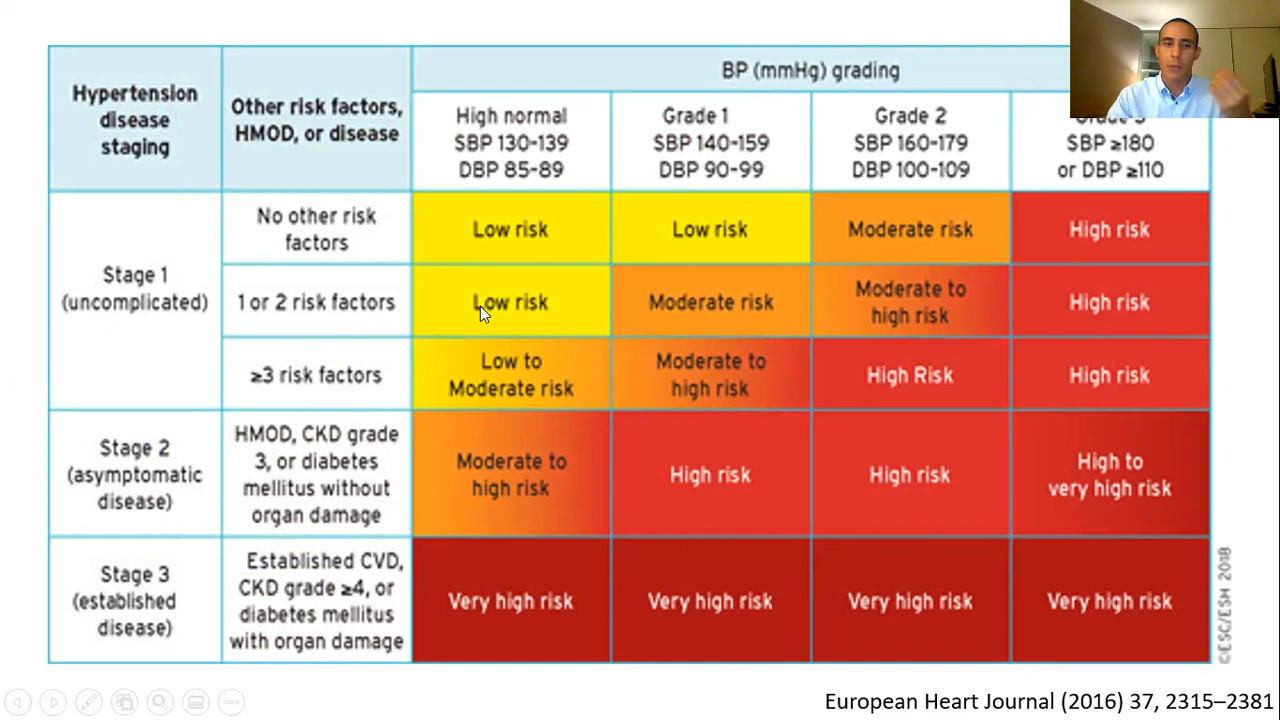 Hypertension
disease
staging
Other risk factors,
HMOD, or disease
BP (mmHg) grading
High normal
SBP 130-139
DBP 85-89
Grade 1
SBP 140-159
DBP 90-99
Grade 2
SBP 160-179
DBP 100-109
SBP ≥180
or DBP ≥110
Stage 1
(uncomplicated)
No other risk
factors
Low risk
Low risk
Moderate risk
High risk
1 or 2 risk factors
Low risk
Moderate risk
Moderate to
high risk
High risk
≥3 risk factors
Low to
Moderate risk
Moderate to
high risk
High Risk
High risk
Stage 2
(asymptomatic
disease)
HMOD, CKD grade
3, or diabetes
mellitus without
organ damage
Moderate to
high risk
High risk
High risk
High to
very high risk
Stage 3
(established
disease)
Established CVD,
CKD grade ≥4, or
diabetes mellitus
with organ damage
Very high risk
Very high risk
Very high risk
Very high risk
©ESC/ESH 2018
European Heart Journal (2016) 37, 2315–2381